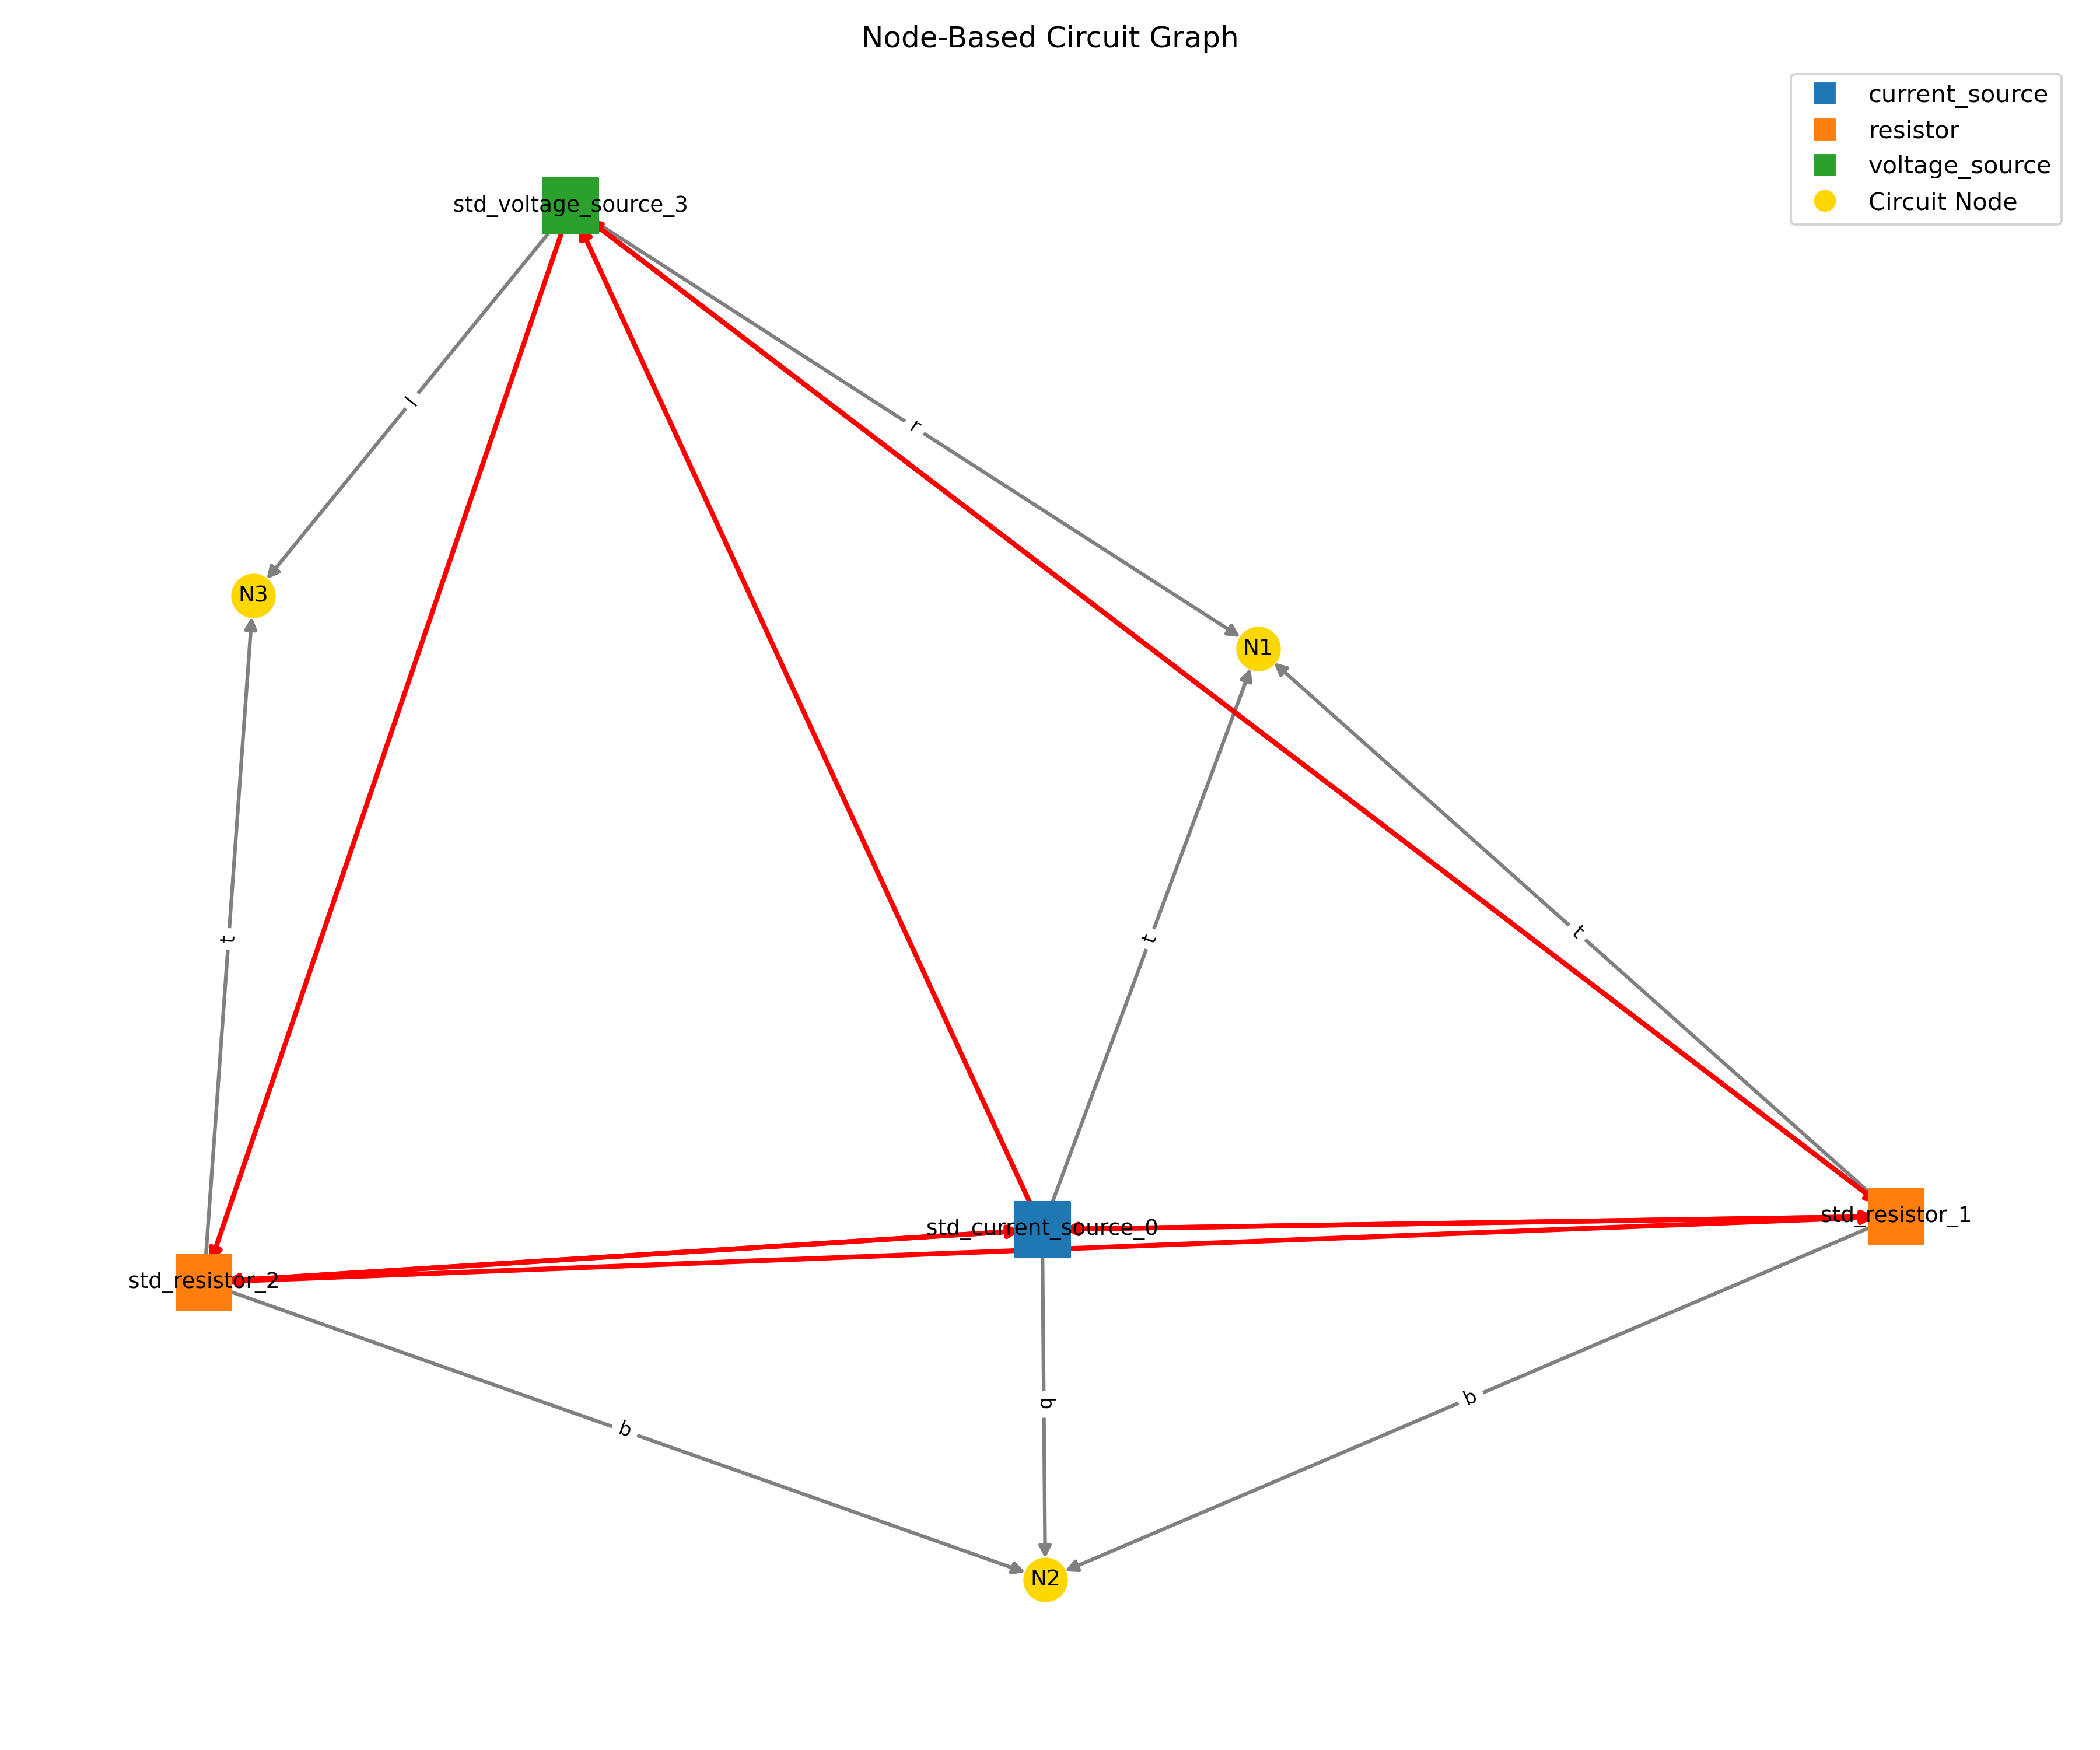 Node-Based Circuit Graph
current_source
resistor
voltage_source
Circuit Node
std_voltage_source_3
l
r
N3
N1
t
t
t
std_resistor_1
std_current_source_0
std_resistor_2
b
b
b
N2